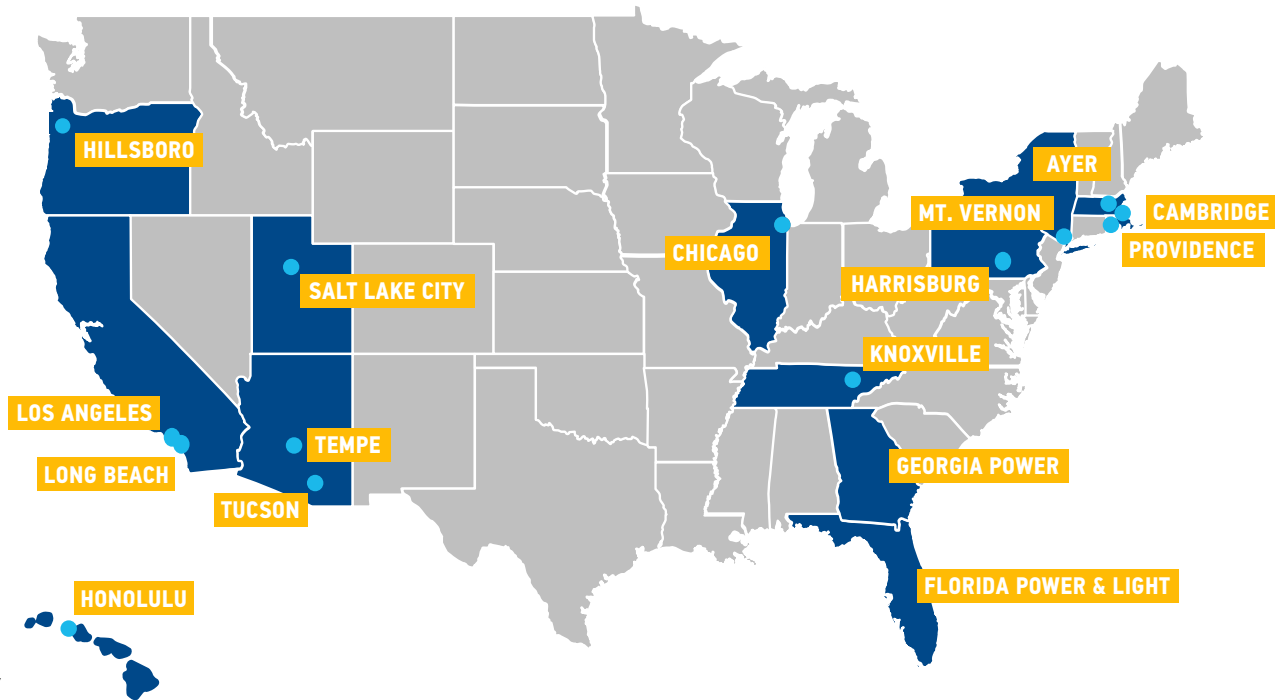 HILLSBORO
AYER
MT. VERNON
CAMBRIDGE
PROVIDENCE
CHICAGO
HARRISBURG
SALT LAKE CITY
KNOXVILLE
LOS ANGELES
TEMPE
LONG BEACH
GEORGIA POWER
TUCSON
FLORIDA POWER & LIGHT
HONOLULU